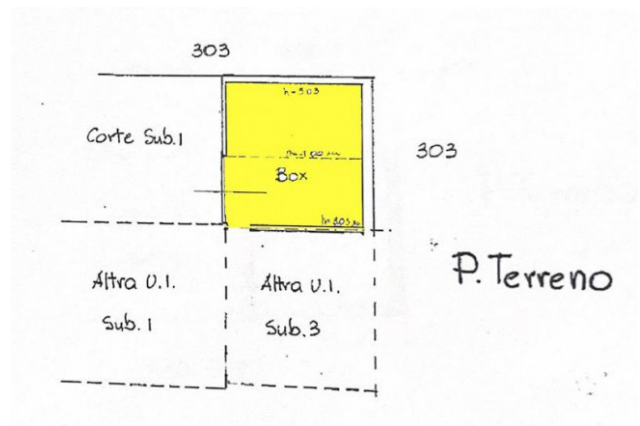 303
h=303
Corte Sub.1
303
Box
Altra U.I.
Sub. 1
Altra U.I.
Sub.3
P. Terreno